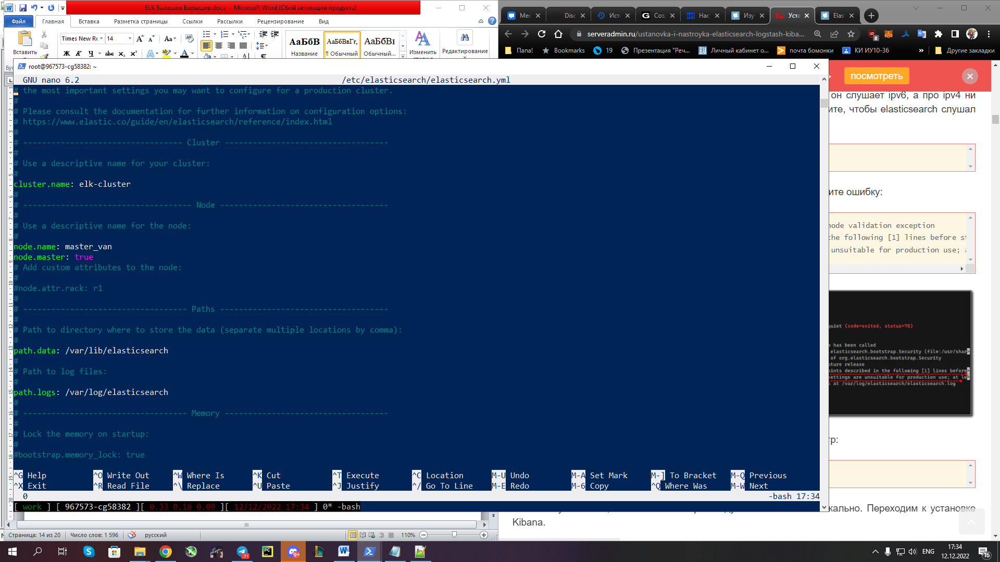 ELK Балашов Барышев.docx - Microsoft Word (Сбой активации продукта)
Файл Главная Вставка Разметка страницы Ссылки Рассылки Рецензирование Вид
Вставить
Times New Ro 14
Ж К Ч abc x₂ x²
АаБбВ Название
АаБбВвГг, ¶ Обычный
АаБбВв Обычный...
Изменить
Редактирование
Мес Disc Ист Соз Нас Изу Уста Elas
serveradmin.ru/ustanovka-i-nastroyka-elasticsearch-logstash-kiba...
Папа! Bookmarks 19 Презентация "Реч... Личный кабинет о... почта бомонки КИ ИУ10-36 » Другие закладки
root@967573-cg58382: ~
GNU nano 6.2 /etc/elasticsearch/elasticsearch.yml
# the most important settings you may want to configure for a production cluster.
#
# Please consult the documentation for further information on configuration options:
# https://www.elastic.co/guide/en/elasticsearch/reference/index.html
#
# ---------------------------------- Cluster -----------------------------------
#
# Use a descriptive name for your cluster:
#
cluster.name: elk-cluster
#
# ------------------------------------ Node ------------------------------------
#
# Use a descriptive name for the node:
#
node.name: master_van
node.master: true
# Add custom attributes to the node:
#
#node.attr.rack: r1
#
# ----------------------------------- Paths ------------------------------------
#
# Path to directory where to store the data (separate multiple locations by comma):
#
path.data: /var/lib/elasticsearch
#
# Path to log files:
#
path.logs: /var/log/elasticsearch
#
# ----------------------------------- Memory -----------------------------------
#
# Lock the memory on startup:
#
#bootstrap.memory_lock: true
^G Help ^O Write Out ^W Where Is ^K Cut ^T Execute ^C Location M-U Undo M-A Set Mark M-] To Bracket M-Q Previous
^X Exit ^R Read File ^\ Replace ^U Paste ^J Justify ^/ Go To Line M-E Redo M-6 Copy ^Q Where Was M-W Next
0 -bash 17:34
[ work ] [ 967573-cg58382 ][ 0.33 0.16 0.09 ][ 12/12/2022 17:34 ] 0* -bash
посмотреть
он слушает ipv6, а про ipv4 ни
ите, чтобы elasticsearch слушал
ите ошибку:
node validation exception
the following [1] lines before st
unsuitable for production use; a
quiet (code=exited, status=78)
has been called
.elasticsearch.bootstrap.Security (file:/usr/shar
of org.elasticsearch.bootstrap.Security
uture release
oints described in the following [1] lines before
settings are unsuitable for production use; at le
s at /var/log/elasticsearch/elasticsearch.log
тр:
кально. Переходим к установке
Kibana.
Страница: 14 из 20 Число слов: 1 596 русский 110%
ENG 17:34
12.12.2022
16